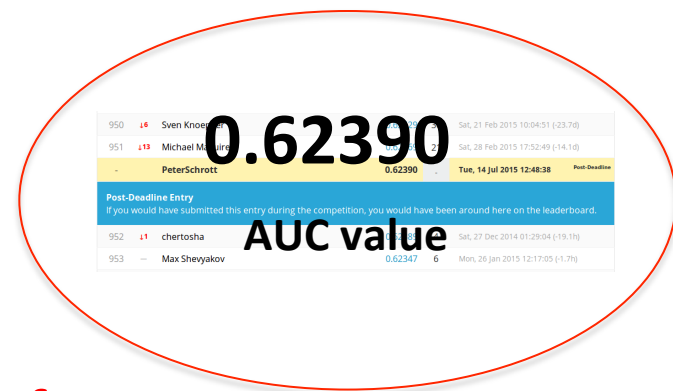 950 ↓6 Sven Sat, 21 Feb 2015 10:04:51 (-23.7d)
0.62390
951 ↓13 Michael Sat, 28 Feb 2015 17:52:49 (-14.1d)
- PeterSchrott 0.62390 - Tue, 14 Jul 2015 12:48:38 Post-Deadline
Post-Deadline Entry
If you would have submitted this entry during the competition, you would have been around here on the leaderboard.
952 ↓1 chertosha Sat, 27 Dec 2014 01:29:04 (-19.1h)
AUC value
953 — Max Shevyakov 0.62347 6 Mon, 26 Jan 2015 12:17:05 (-1.7h)